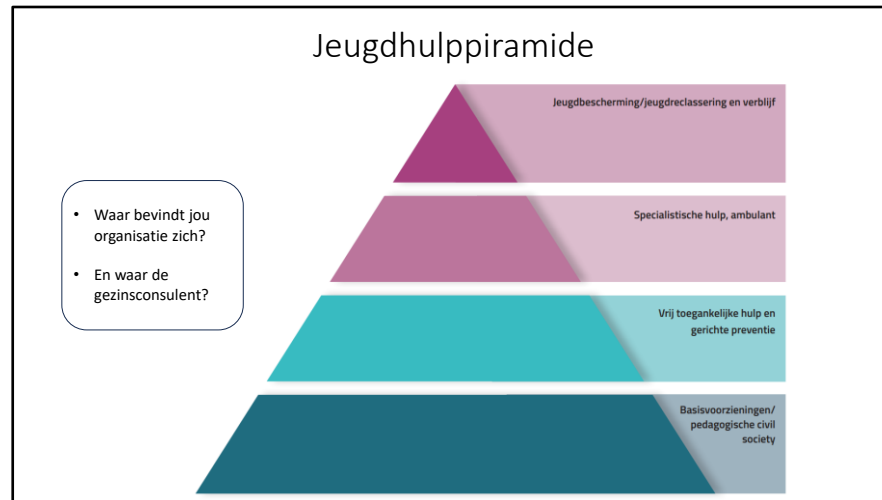 Jeugdhulppiramide
Jeugdbescherming/jeugdreclassering en verblijf
• Waar bevindt jou
organisatie zich?
• En waar de
gezinsconsulent?
Specialistische hulp, ambulant
Vrij toegankelijke hulp en
gerichte preventie
Basisvoorzieningen/
pedagogische civil
society